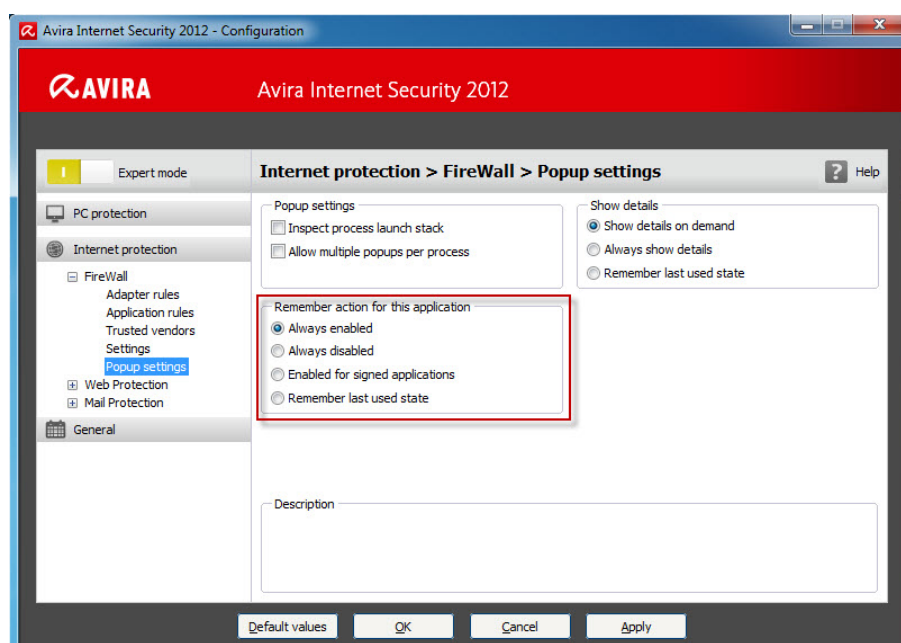 Avira Internet Security 2012 - Configuration
AVIRA
Avira Internet Security 2012
Expert mode
Internet protection > FireWall > Popup settings
? Help
PC protection
Internet protection
FireWall
Adapter rules
Application rules
Trusted vendors
Settings
Popup settings
Web Protection
Mail Protection
General
Popup settings
Inspect process launch stack
Allow multiple popups per process
Show details
Show details on demand
Always show details
Remember last used state
Remember action for this application
Always enabled
Always disabled
Enabled for signed applications
Remember last used state
Description
Default values
OK
Cancel
Apply